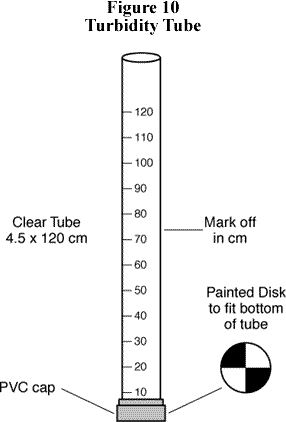 Figure 10
Turbidity Tube
120
110
100
90
80
Clear Tube
4.5 x 120 cm
Mark off
in cm
70
60
50
Painted Disk
to fit bottom
of tube
40
30
20
PVC cap
10